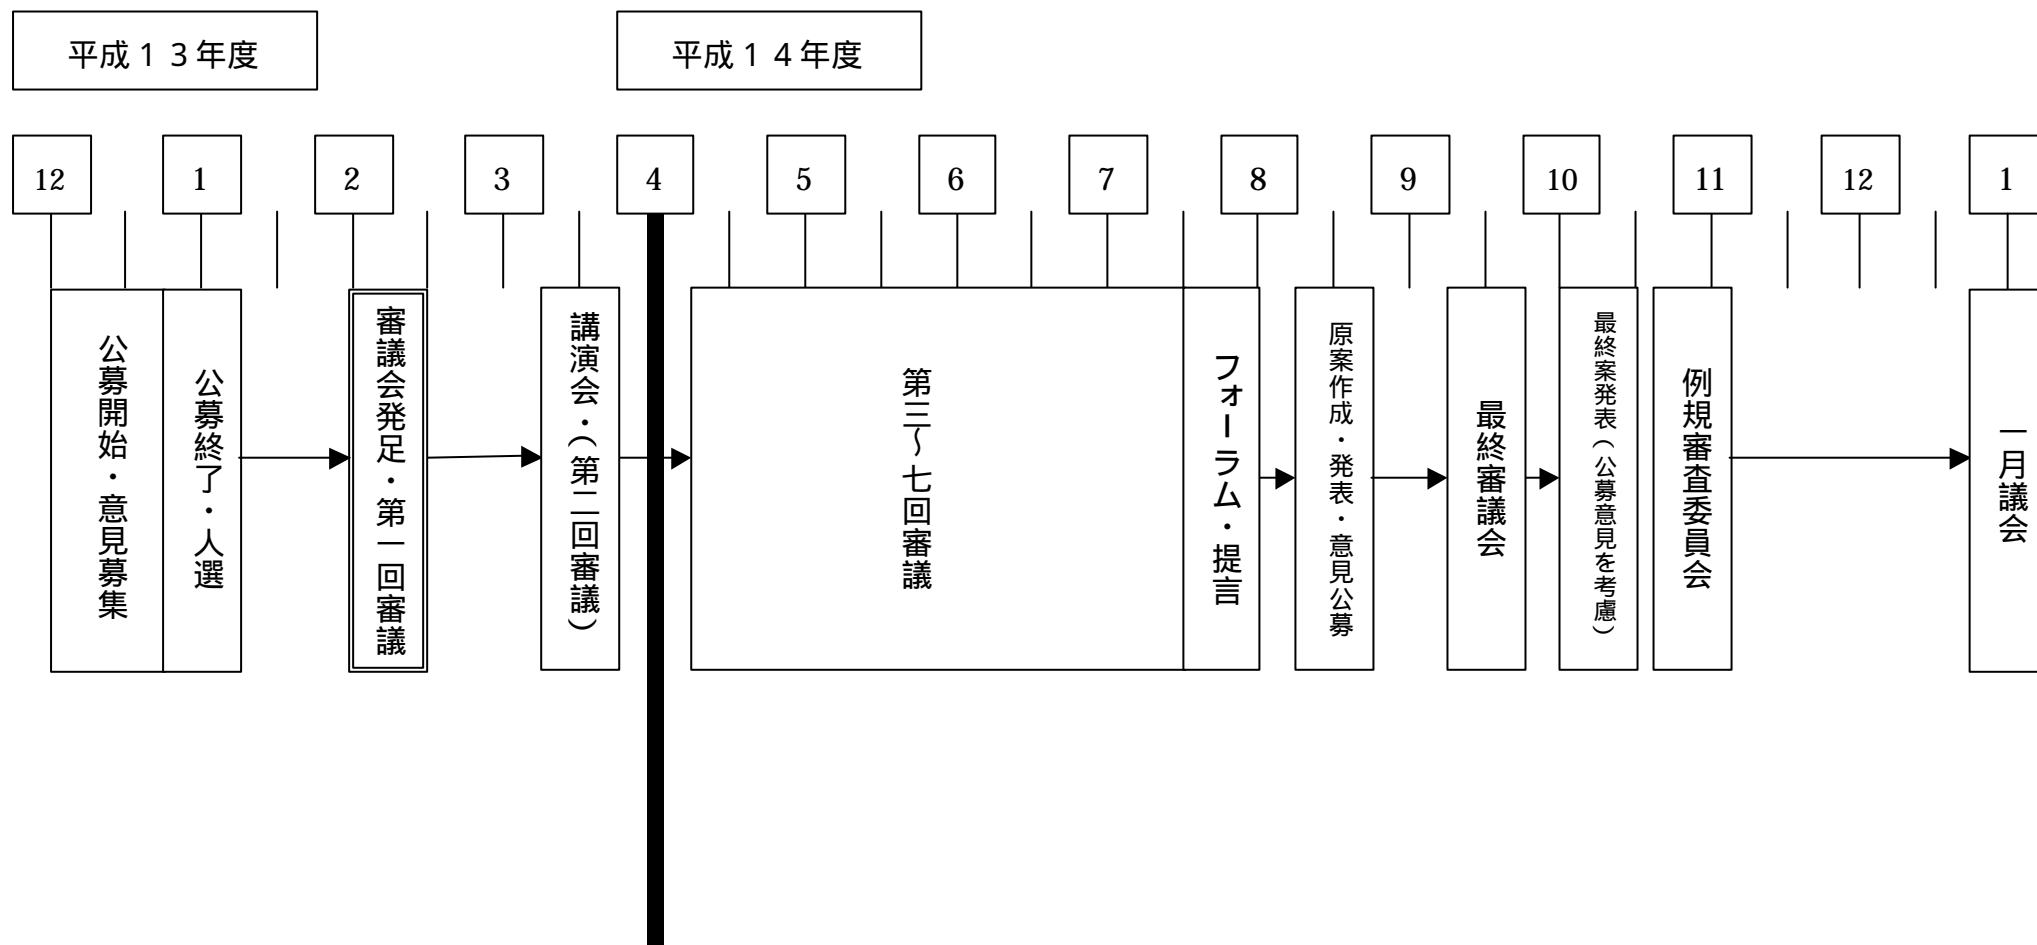 平成１３年度
平成１４年度
12
1
2
3
4
5
6
7
8
9
10
11
12
1
公募開始・意見募集
公募終了・人選
審議会発足・第一回審議
講演会・（第二回審議）
第三～七回審議
フォーラム・提言
原案作成・発表・意見公募
最終審議会
最終案発表（公募意見を考慮）
例規審査委員会
一月議会